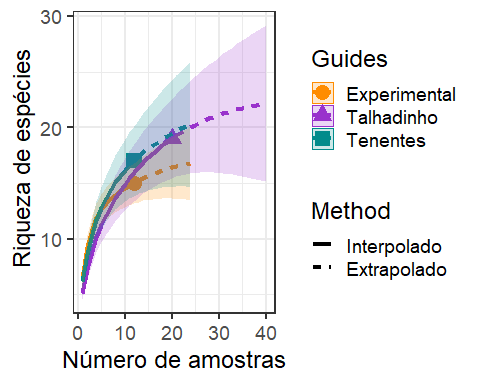 30
20
10
Riqueza de espécies
0
10
20
30
40
Número de amostras
Guides
Experimental
Talhadinho
Tenentes
Method
Interpolado
Extrapolado